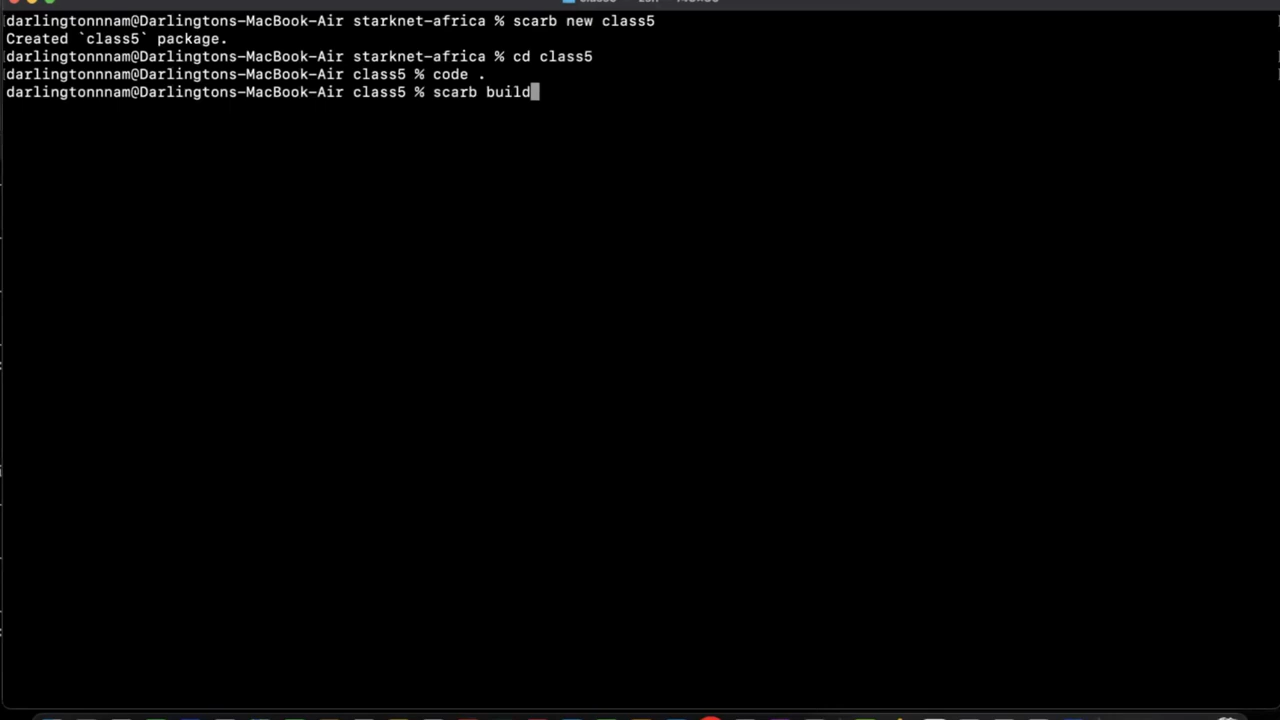 darlingtonnnam@Darlingtons-MacBook-Air starknet-africa % scarb new class5
Created `class5` package.
darlingtonnnam@Darlingtons-MacBook-Air starknet-africa % cd class5
darlingtonnnam@Darlingtons-MacBook-Air class5 % code .
darlingtonnnam@Darlingtons-MacBook-Air class5 % scarb build